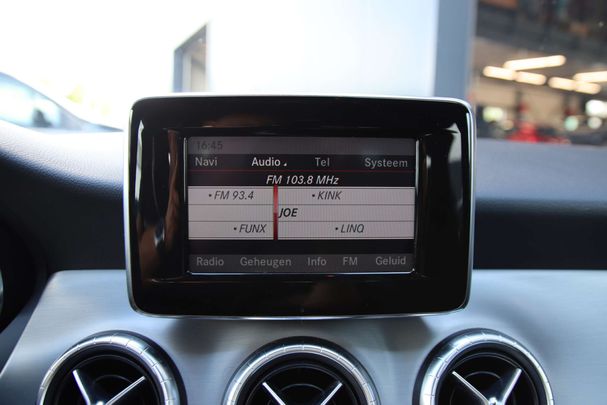 16:45
Navi Audio Tel Systeem
FM 103.8 MHz
• FM 93.4 • KINK
JOE
• FUNX • LINQ
Radio Geheugen Info FM Geluid